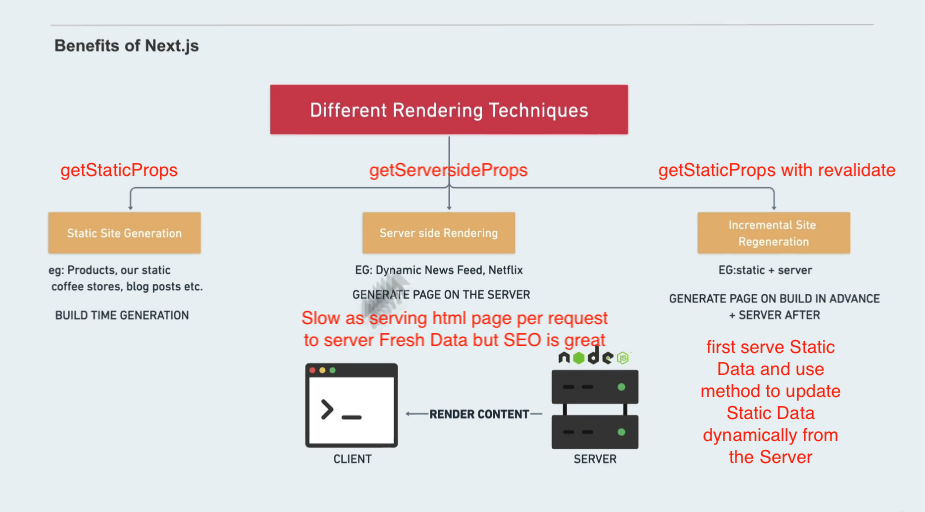 Benefits of Next.js
Different Rendering Techniques
getStaticProps
getServersideProps
getStaticProps with revalidate
Static Site Generation
Server side Rendering
Incremental Site
Regeneration
eg: Products, our static
coffee stores, blog posts etc.
BUILD TIME GENERATION
EG: Dynamic News Feed, Netflix
GENERATE PAGE ON THE SERVER
Slow as serving html page per request
to server Fresh Data but SEO is great
EG:static + server
GENERATE PAGE ON BUILD IN ADVANCE
+ SERVER AFTER
first serve Static
Data and use
method to update
Static Data
dynamically from
the Server
node
JS
RENDER CONTENT
CLIENT
SERVER